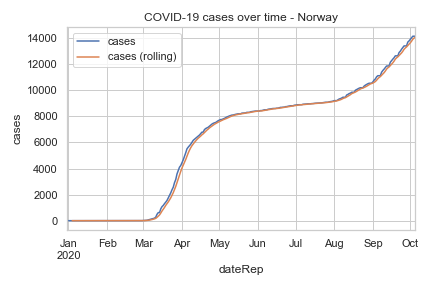 COVID-19 cases over time - Norway
cases
cases (rolling)
14000
12000
10000
8000
6000
4000
2000
0
cases
Jan Feb Mar Apr May Jun Jul Aug Sep Oct
2020
dateRep